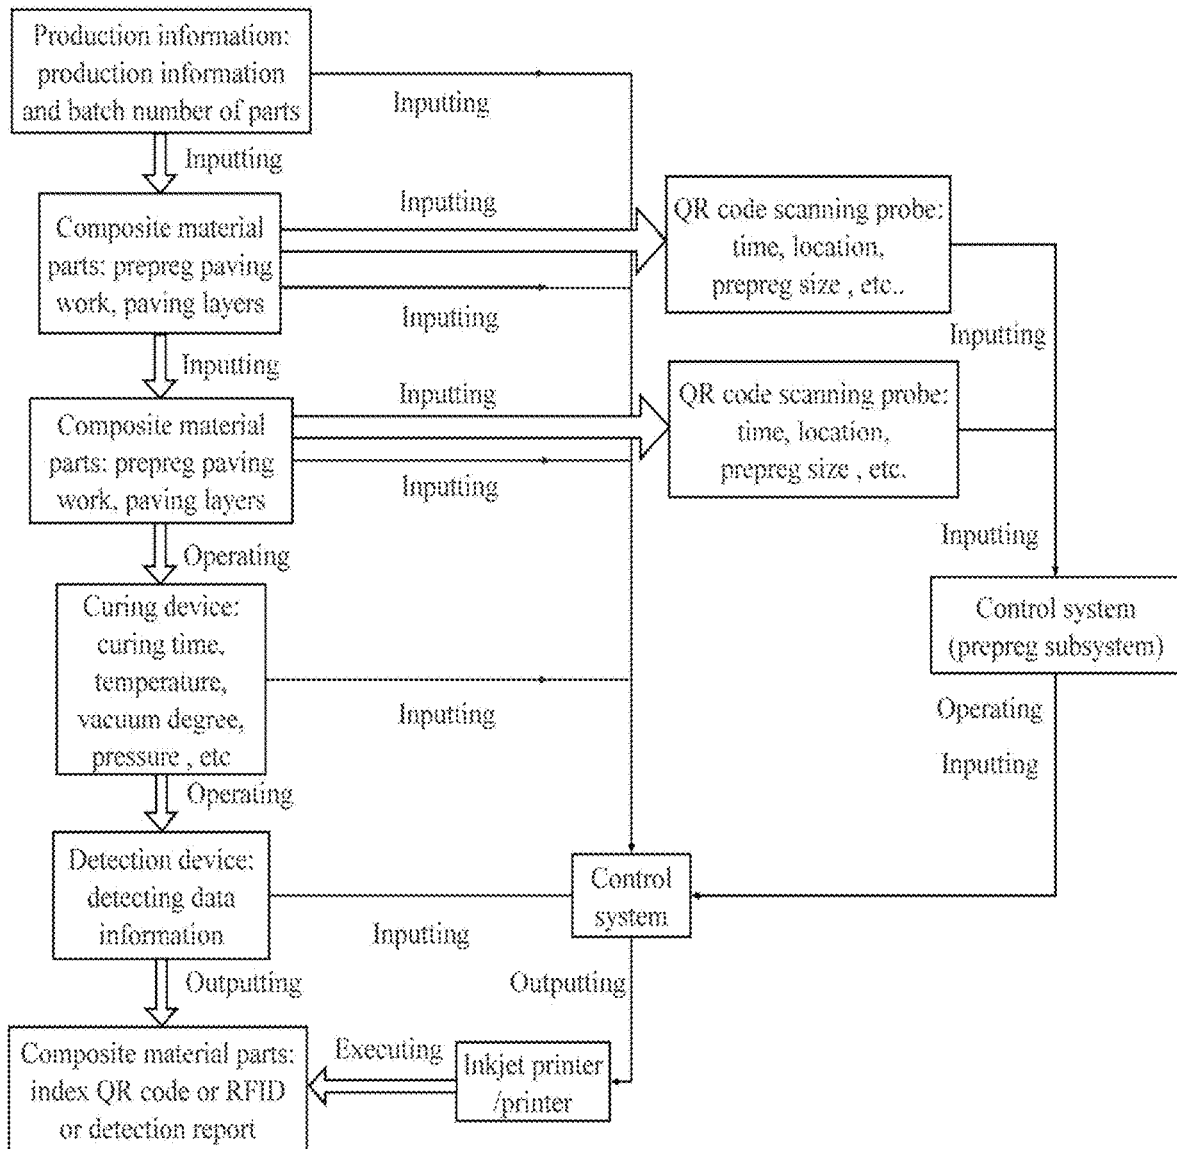 Production information:
production information
and batch number of parts
Inputting
Inputting
Composite material
parts: prepreg paving
work, paving layers
Inputting
Inputting
QR code scanning probe:
time, location,
prepreg size , etc..
Inputting
Inputting
Composite material
parts: prepreg paving
work, paving layers
Inputting
Inputting
QR code scanning probe:
time, location,
prepreg size , etc.
Inputting
Operating
Curing device:
curing time,
temperature,
vacuum degree,
pressure , etc
Inputting
Control system
(prepreg subsystem)
Operating
Inputting
Operating
Detection device:
detecting data
information
Inputting
Control
system
Outputting
Outputting
Composite material parts:
index QR code or RFID
or detection report
Executing
Inkjet printer
/printer